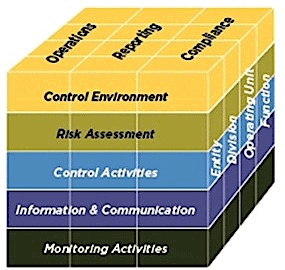 Operations
Reporting
Compliance
Control Environment
Risk Assessment
Control Activities
Information & Communication
Monitoring Activities
Entity
Division
Operating Unit
Function